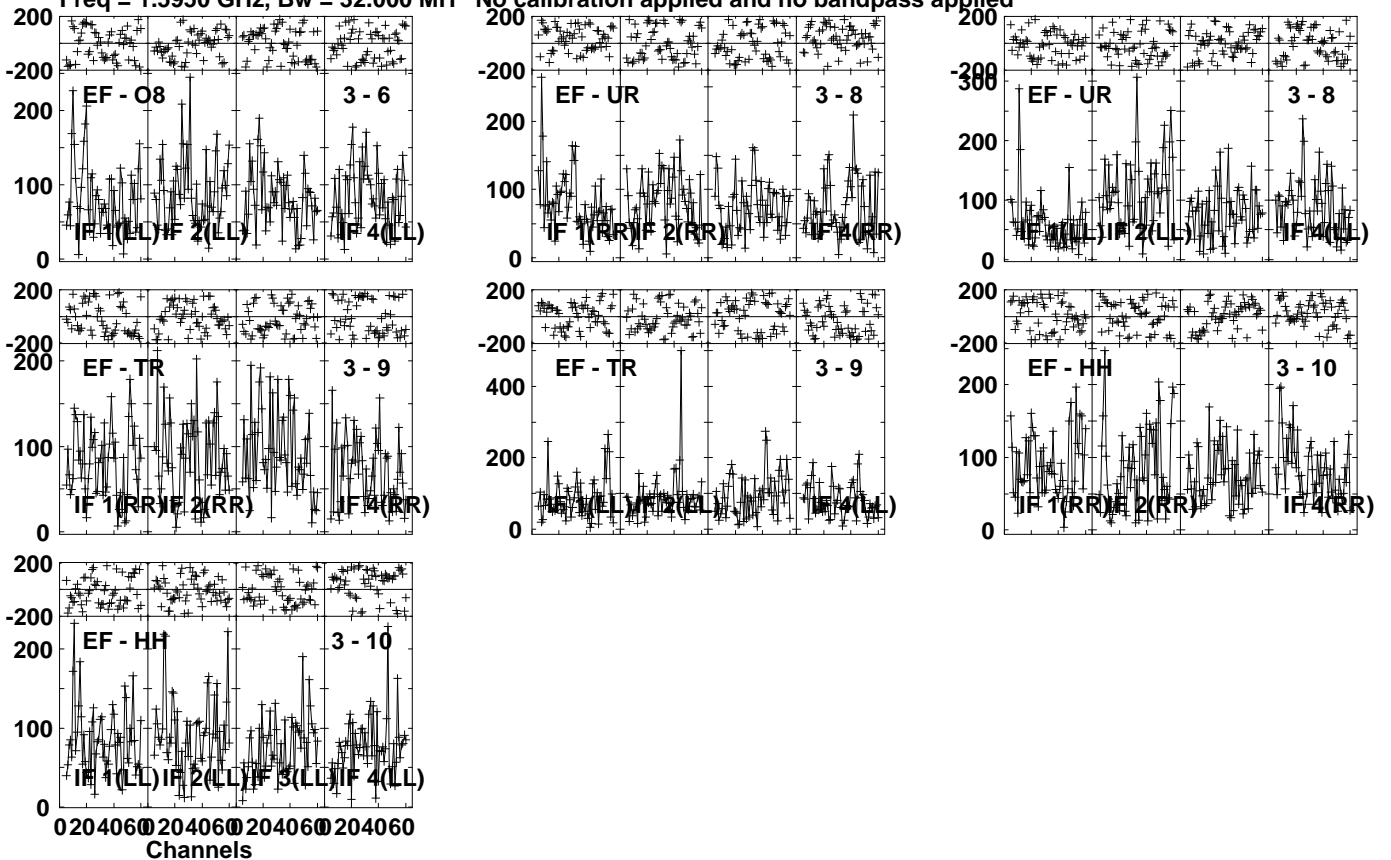 Freq = 1.5950 GHz, Bw = 32.000 MH No calibration applied and no bandpass applied
200
-200
EF - O8 3 - 6
200
100
0
IF 1(LL) IF 2(LL) IF 4(LL)
200
-200
EF - UR 3 - 8
200
100
0
IF 1(RR) IF 2(RR) IF 4(RR)
200
-200
EF - UR 3 - 8
300
200
100
0
IF 1(LL) IF 2(LL) IF 4(LL)
200
-200
EF - TR 3 - 9
200
100
0
IF 1(RR) IF 2(RR) IF 4(RR)
200
-200
EF - TR 3 - 9
400
200
0
IF 1(LL) IF 2(LL) IF 4(LL)
200
-200
EF - HH 3 - 10
200
100
0
IF 1(RR) IF 2(RR) IF 4(RR)
200
-200
EF - HH 3 - 10
200
100
0
IF 1(LL) IF 2(LL) IF 3(LL) IF 4(LL)
0 20 40 60 0 20 40 60 0 20 40 60 0 20 40 60
Channels